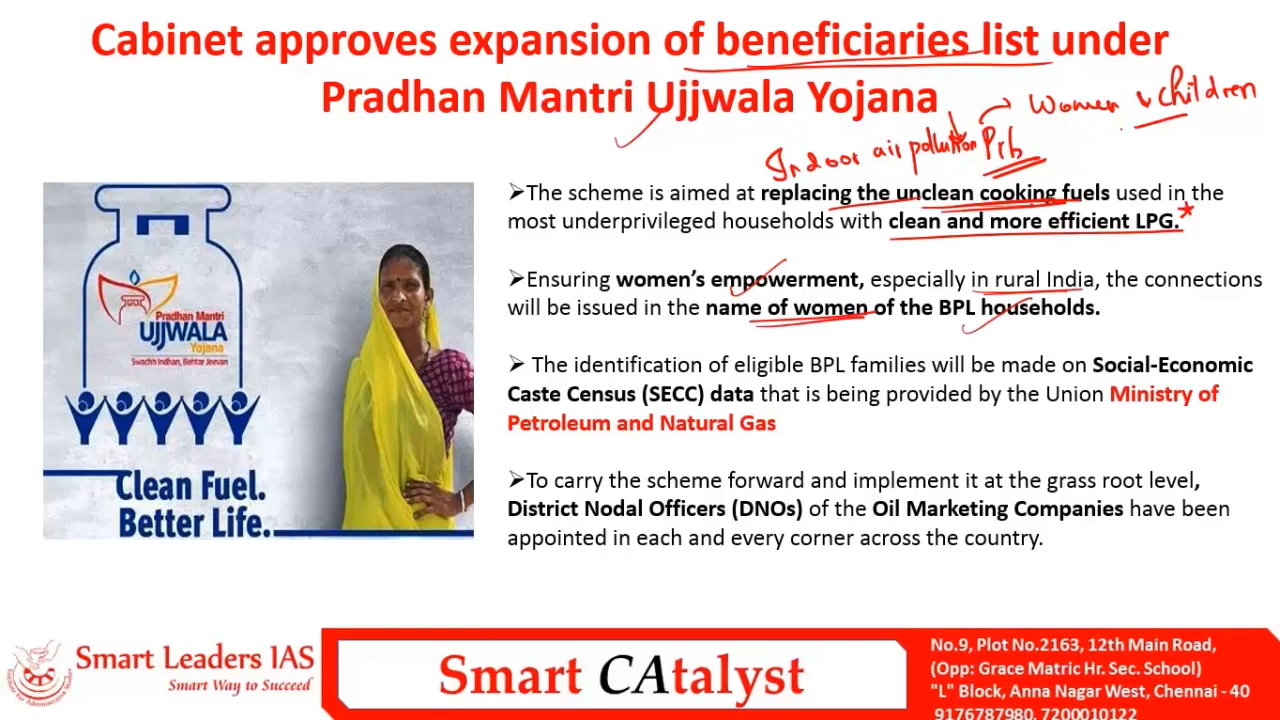 Cabinet approves expansion of beneficiaries list under
Pradhan Mantri Ujjwala Yojana
Women & children
Indoor air pollution Prb
➢The scheme is aimed at replacing the unclean cooking fuels used in the
most underprivileged households with clean and more efficient LPG.*
➢Ensuring women's empowerment, especially in rural India, the connections
will be issued in the name of women of the BPL households.
➢ The identification of eligible BPL families will be made on Social-Economic
Caste Census (SECC) data that is being provided by the Union Ministry of
Petroleum and Natural Gas
➢To carry the scheme forward and implement it at the grass root level,
District Nodal Officers (DNOs) of the Oil Marketing Companies have been
appointed in each and every corner across the country.
Pradhan Mantri
UJJWALA
Yojana
Swachh Indhan, Behtar Jeevan
Clean Fuel.
Better Life.
Smart Leaders IAS
Smart Way to Succeed
Smart CAtalyst
No.9, Plot No.2163, 12th Main Road,
(Opp: Grace Matric Hr. Sec. School)
"L" Block, Anna Nagar West, Chennai - 40
9176787980, 7200010122